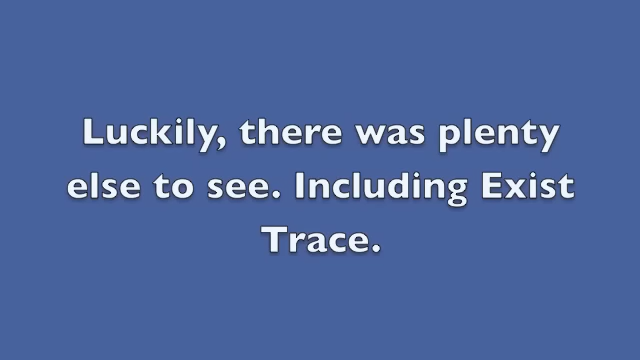 Luckily, there was plenty
else to see. Including Exist
Trace.